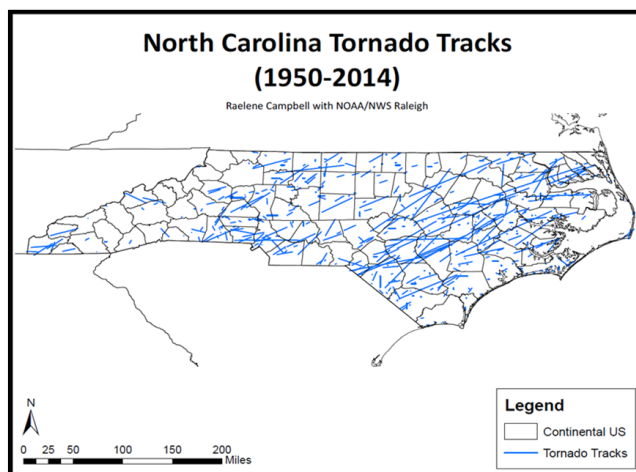 North Carolina Tornado Tracks
(1950-2014)
Raelene Campbell with NOAA/NWS Raleigh
N
0 25 50 100 150 200
Miles
Legend
Continental US
Tornado Tracks